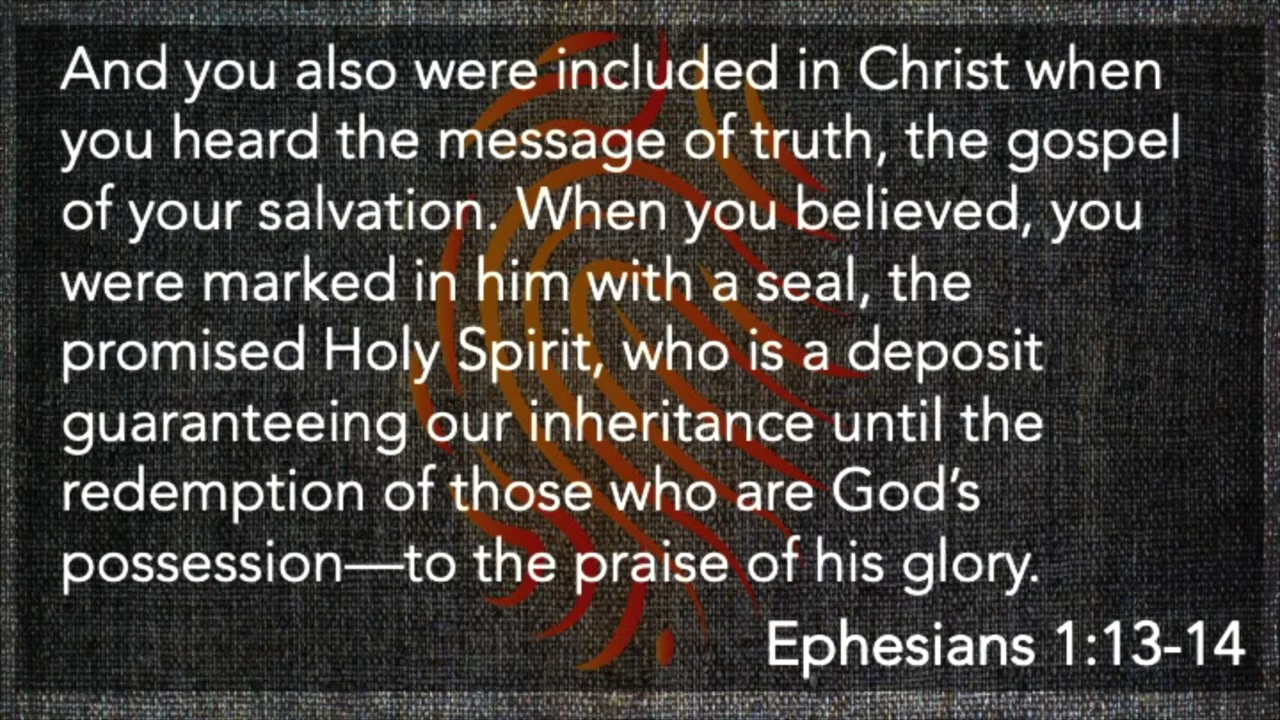 And you also were included in Christ when
you heard the message of truth, the gospel
of your salvation. When you believed, you
were marked in him with a seal, the
promised Holy Spirit, who is a deposit
guaranteeing our inheritance until the
redemption of those who are God’s
possession—to the praise of his glory.
Ephesians 1:13-14